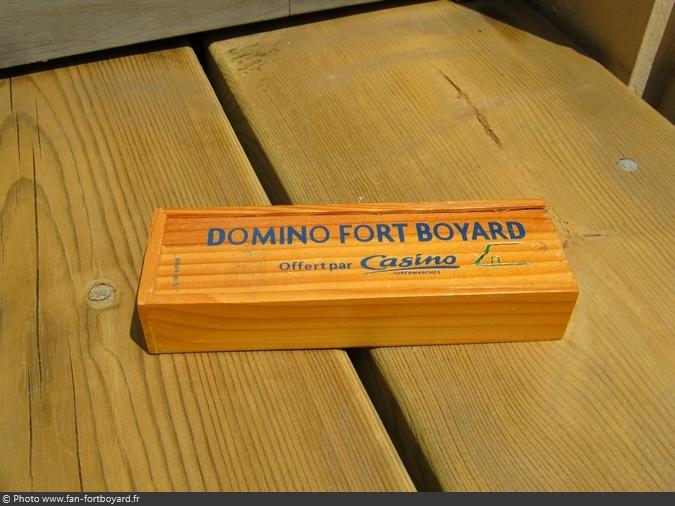 DOMINO FORT BOYARD
Offert par Casino
SUPERMARCHES
© Photo www.fan-fortboyard.fr